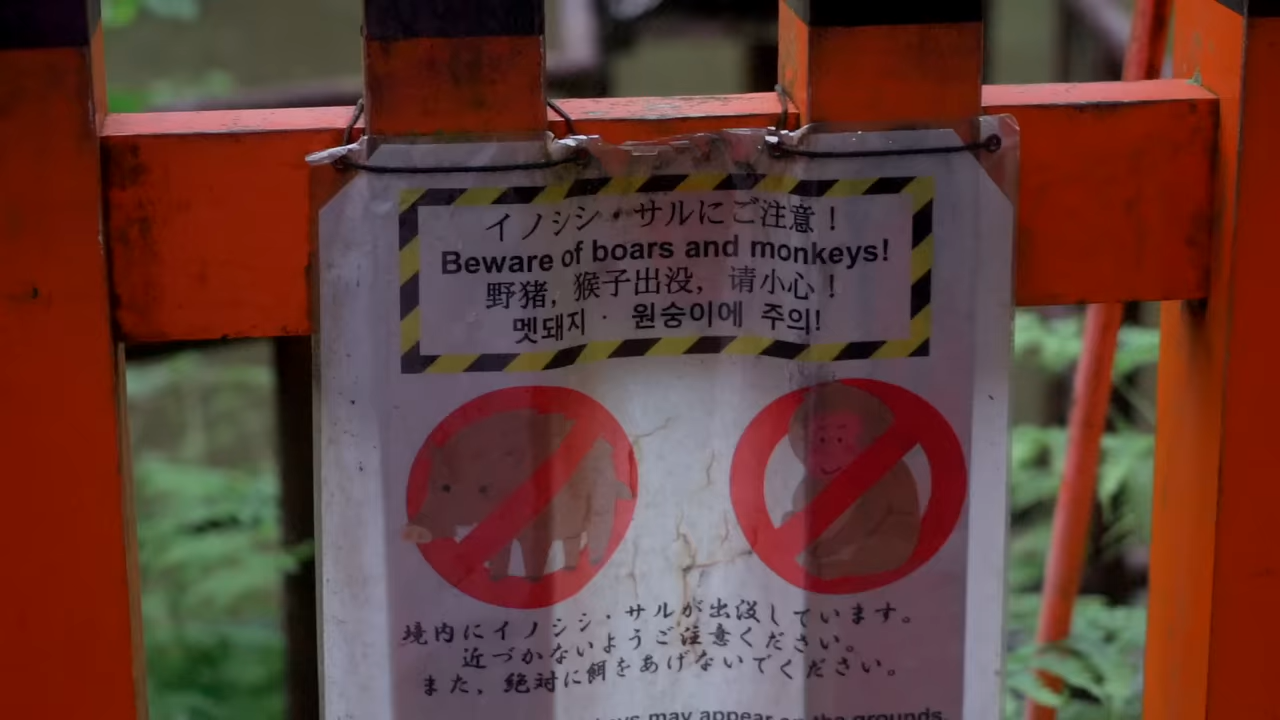 イノシシ・サルにご注意！
Beware of boars and monkeys!
野猪，猴子出没，请小心！
멧돼지 · 원숭이에 주의!
境内にイノシシ・サルが出没しています。
近づかないようご注意ください。
また、絶対に餌をあげないでください。
may appear on the grounds.